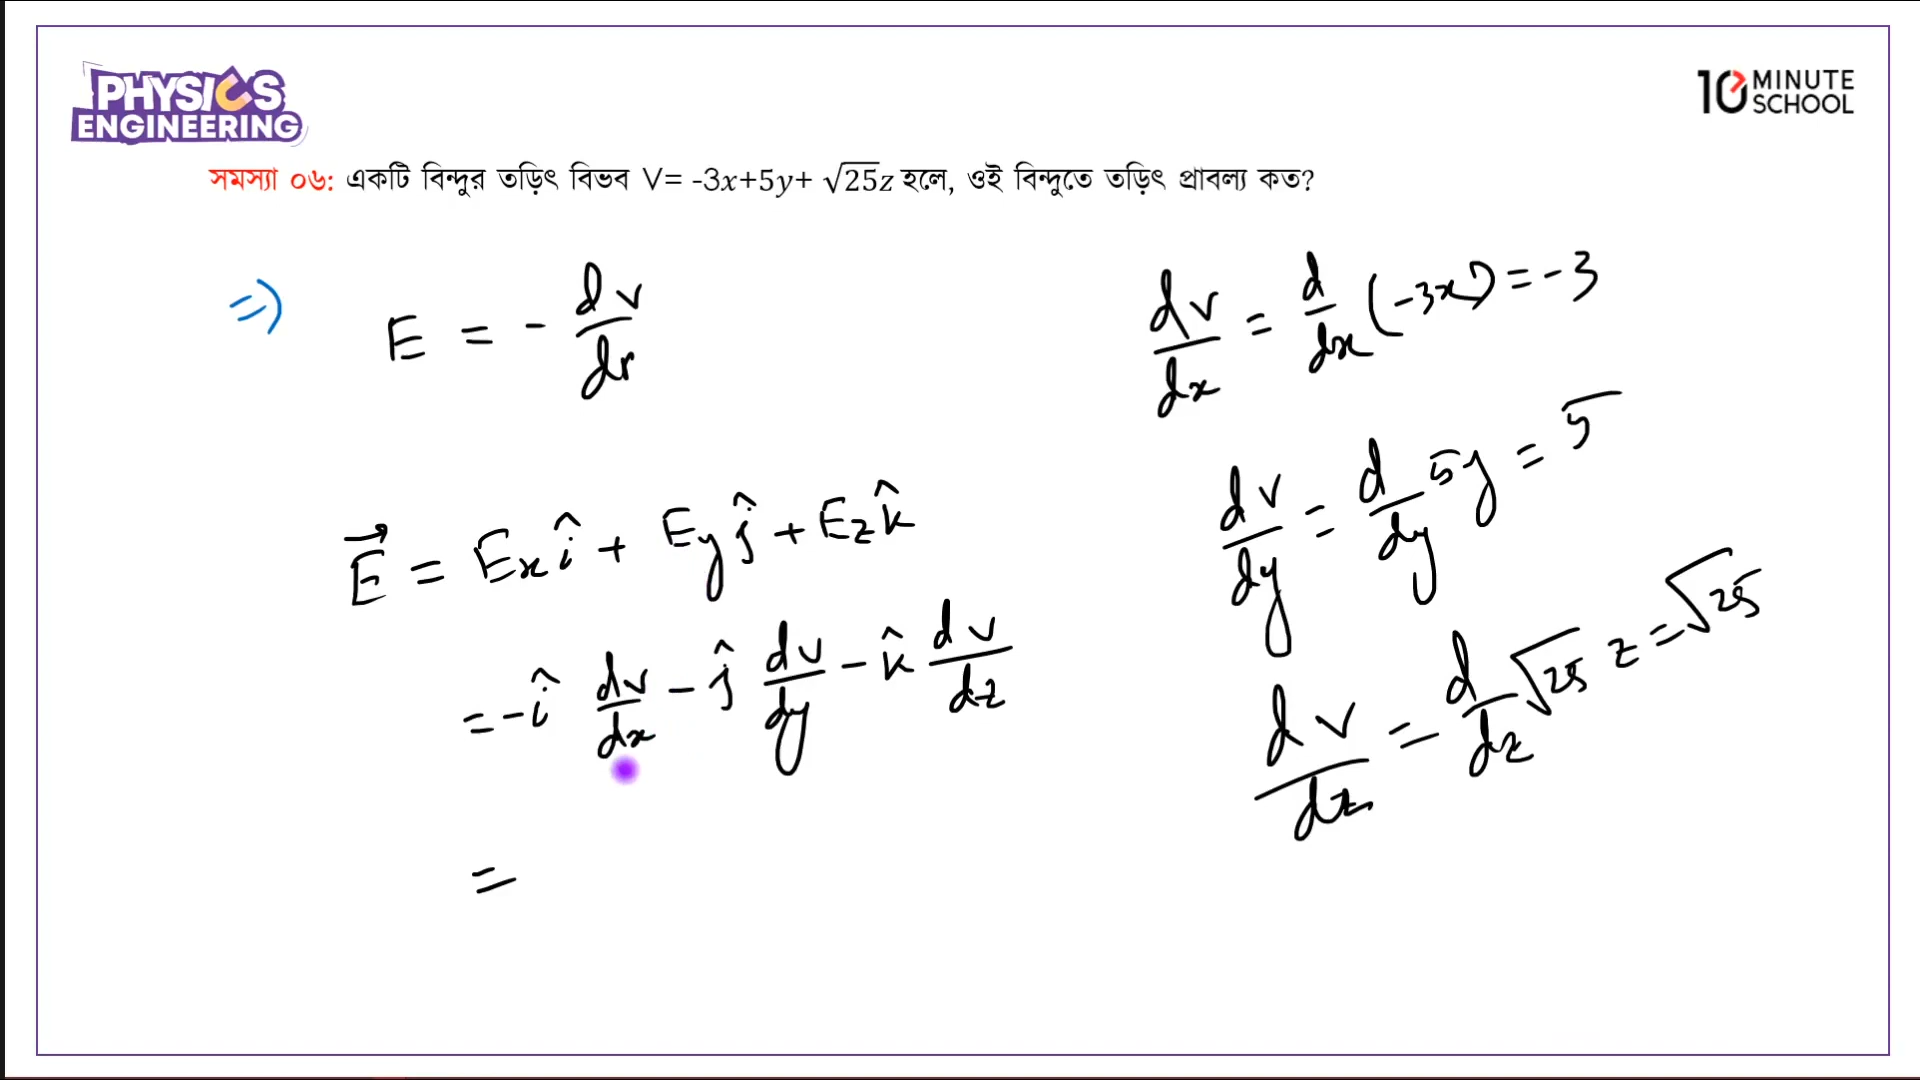 PHYSICS
ENGINEERING
10 MINUTE
SCHOOL
সমস্যা ০৬: একটি বিন্দুর তড়িৎ বিভব V= -3x+5y+ √25z হলে, ওই বিন্দুতে তড়িৎ প্রাবল্য কত?
=> E = - dv/dr
E⃗ = Exî + Eyĵ + Ezk̂
= -î dv/dx - ĵ dv/dy - k̂ dv/dz
=
dv/dx = d/dx (-3x) = -3
dv/dy = d/dy 5y = 5
dv/dz = d/dz √25 z = √25